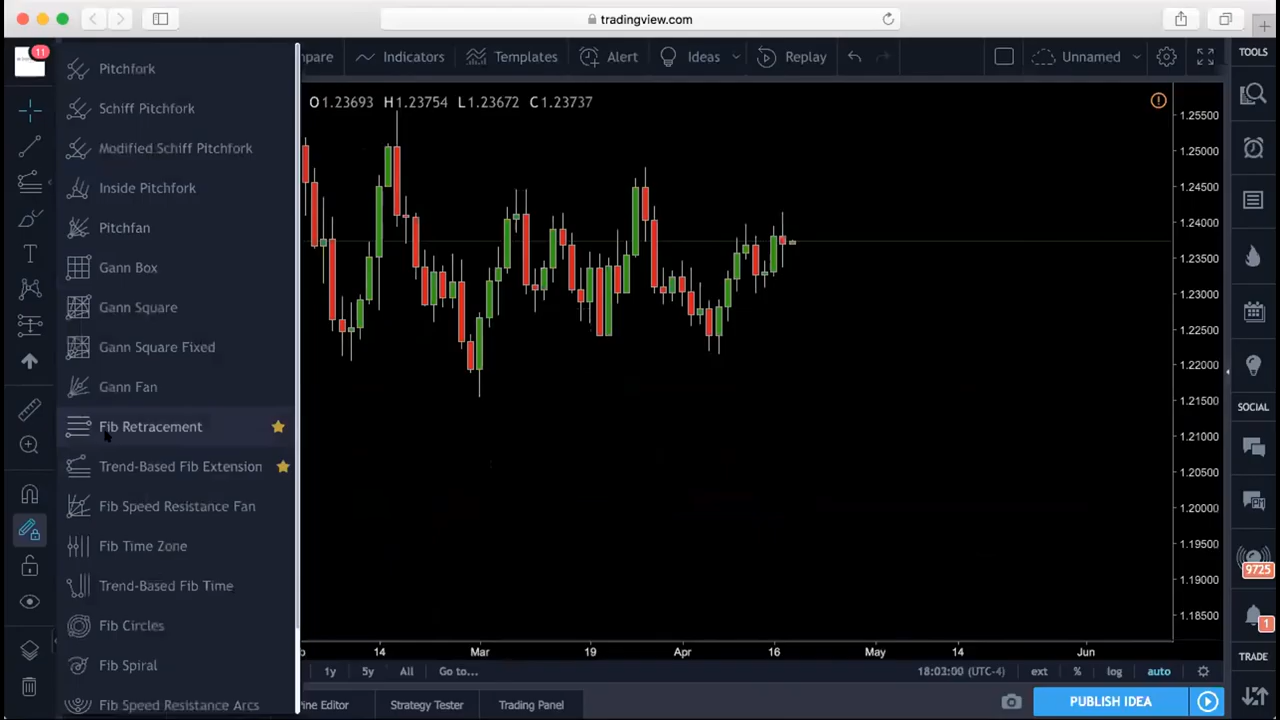 tradingview.com
11
mpare
Indicators
Templates
Alert
Ideas
Replay
Unnamed
TOOLS
O1.23693 H1.23754 L1.23672 C1.23737
Pitchfork
Schiff Pitchfork
Modified Schiff Pitchfork
Inside Pitchfork
Pitchfan
Gann Box
Gann Square
Gann Square Fixed
Gann Fan
Fib Retracement
Trend-Based Fib Extension
Fib Speed Resistance Fan
Fib Time Zone
Trend-Based Fib Time
Fib Circles
Fib Spiral
Fib Speed Resistance Arcs
1.25500
1.25000
1.24500
1.24000
1.23500
1.23000
1.22500
1.22000
1.21500
1.21000
1.20500
1.20000
1.19500
1.19000
1.18500
SOCIAL
9725
1
TRADE
14 Mar 19 Apr 16 May 14 Jun
1y 5y All Go to...
18:03:00 (UTC-4) ext % log auto
ine Editor
Strategy Tester
Trading Panel
PUBLISH IDEA